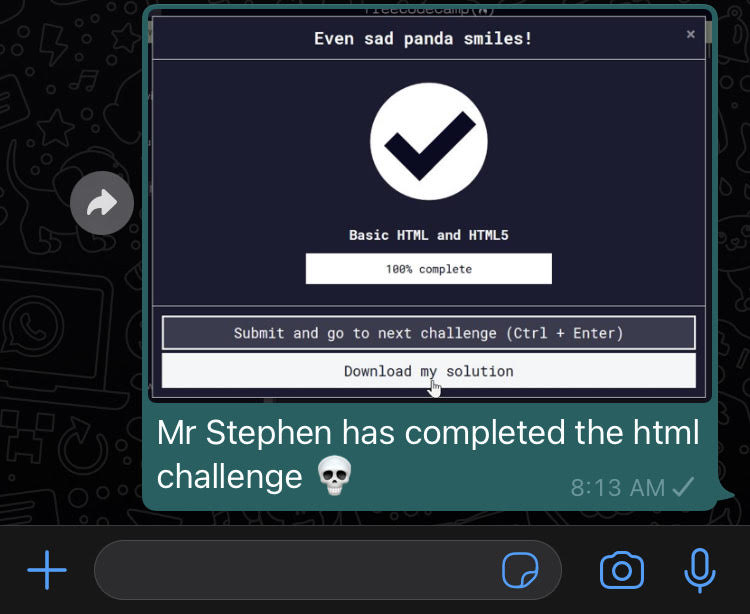 freeCodeCamp(🔥)
Even sad panda smiles!
×
Basic HTML and HTML5
100% complete
Submit and go to next challenge (Ctrl + Enter)
Download my solution
Mr Stephen has completed the html
challenge 💀
8:13 AM